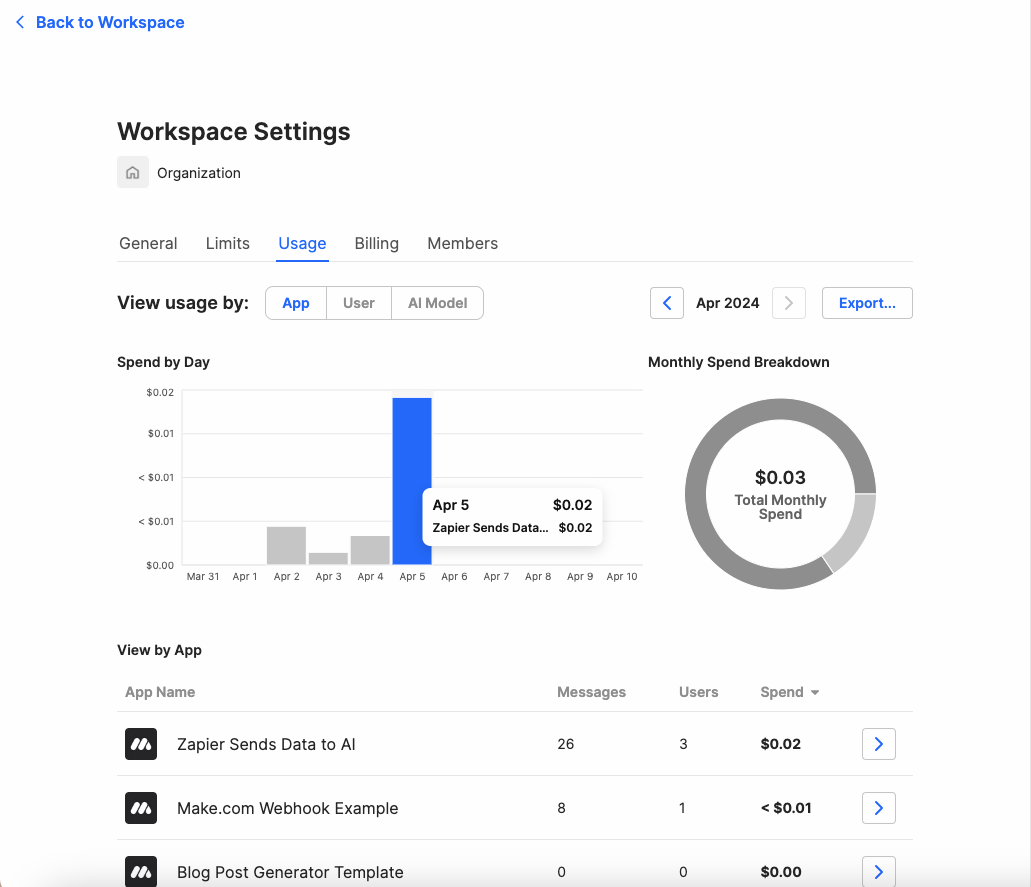 Back to Workspace
Workspace Settings
Organization
General Limits Usage Billing Members
View usage by: App User AI Model Apr 2024 Export...
Spend by Day
$0.02
$0.01
< $0.01
< $0.01
$0.00
Mar 31 Apr 1 Apr 2 Apr 3 Apr 4 Apr 5 Apr 6 Apr 7 Apr 8 Apr 9 Apr 10
Apr 5 $0.02
Zapier Sends Data... $0.02
Monthly Spend Breakdown
$0.03
Total Monthly
Spend
View by App
App Name Messages Users Spend
Zapier Sends Data to AI 26 3 $0.02
Make.com Webhook Example 8 1 < $0.01
Blog Post Generator Template 0 0 $0.00